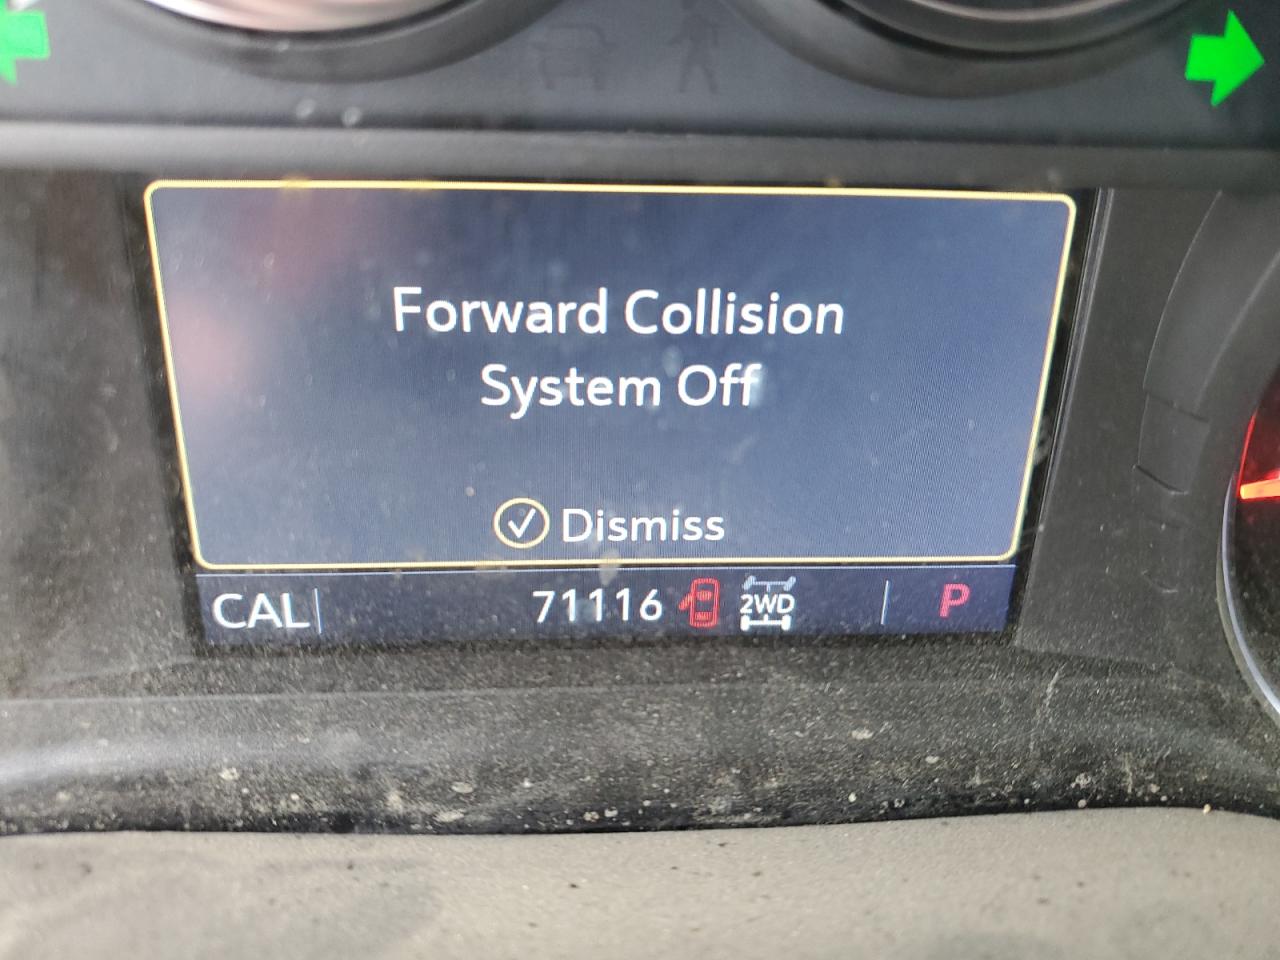 Forward Collision
System Off
Dismiss
CAL 71116 2WD P